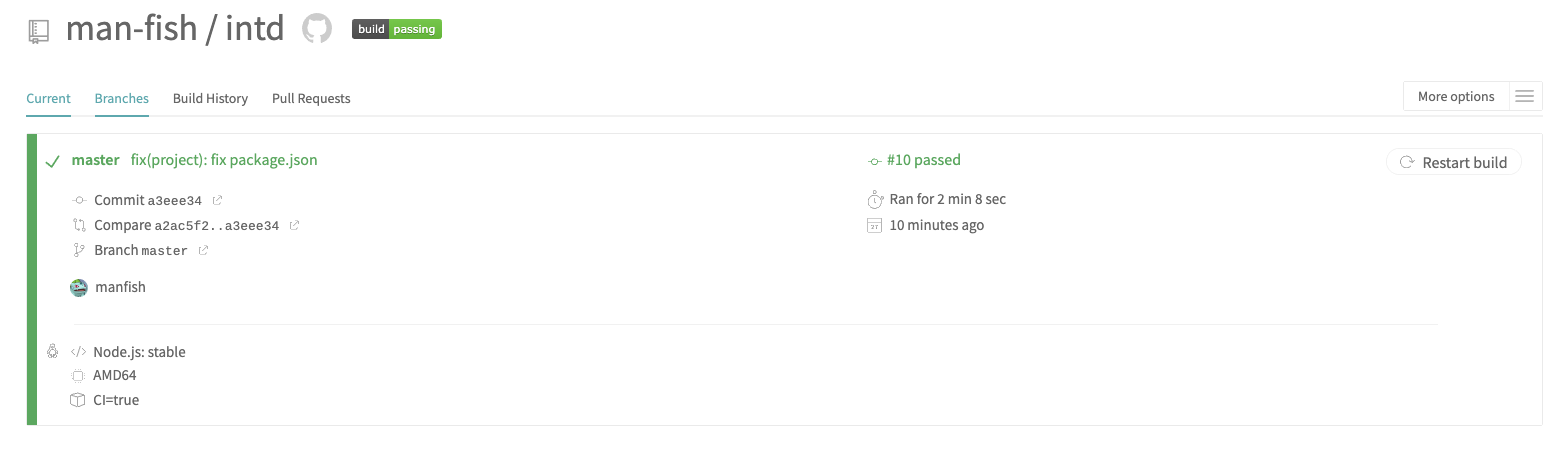 man-fish / intd
build passing
Current Branches Build History Pull Requests
More options
master fix(project): fix package.json
#10 passed
Restart build
Commit a3eee34
Ran for 2 min 8 sec
Compare a2ac5f2..a3eee34
10 minutes ago
Branch master
manfish
Node.js: stable
AMD64
CI=true